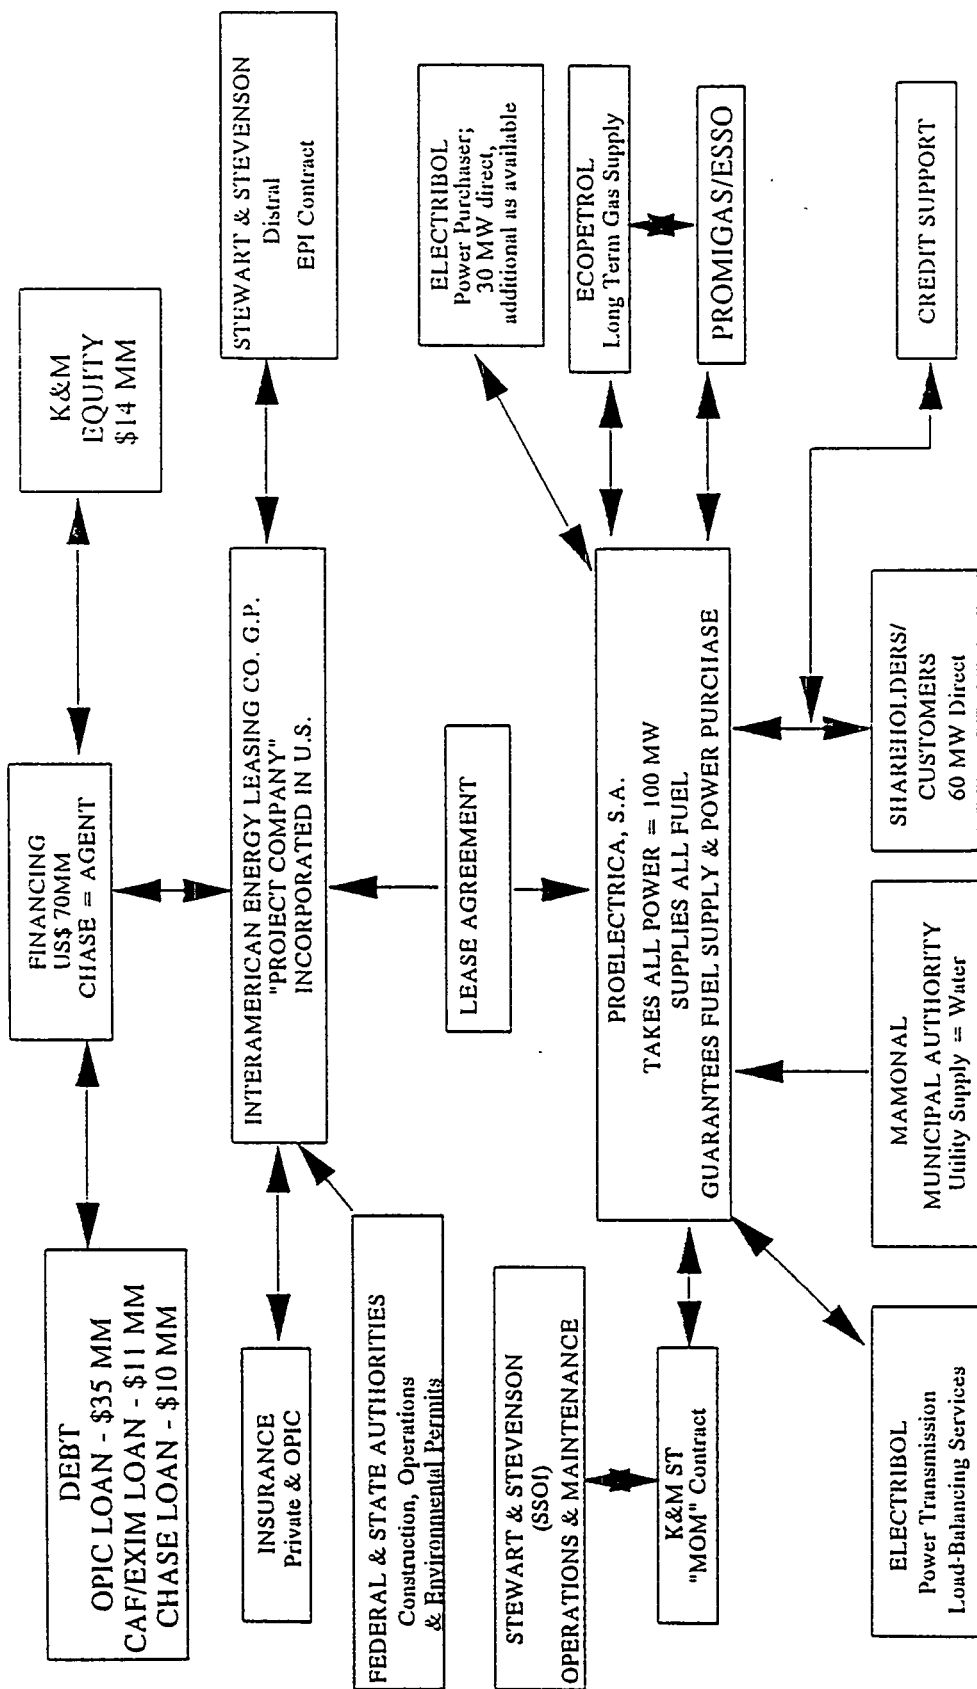 DEBT
OPIC LOAN - $35 MM
CAF/EXIM LOAN - $11 MM
CHASE LOAN - $10 MM
FINANCING
US$ 70MM
CHASE = AGENT
K&M
EQUITY
$14 MM
INSURANCE
Private & OPIC
INTERAMERICAN ENERGY LEASING CO. G.P.
"PROJECT COMPANY"
INCORPORATED IN U.S.
STEWART & STEVENSON
Distral
EPI Contract
FEDERAL & STATE AUTHORITIES
Construction, Operations
& Environmental Permits
LEASE AGREEMENT
ELECTRIBOL
Power Purchaser;
30 MW direct,
additional as available
STEWART & STEVENSON
(SSOI)
OPERATIONS & MAINTENANCE
K&M ST
"MOM" Contract
PROELECTRICA, S.A.
TAKES ALL POWER = 100 MW
SUPPLIES ALL FUEL
GUARANTEES FUEL SUPPLY & POWER PURCHASE
ECOPETROL
Long Term Gas Supply
PROMIGAS/ESSO
ELECTRIBOL
Power Transmission
Load-Balancing Services
MAMONAL
MUNICIPAL AUTHORITY
Utility Supply = Water
SHAREHOLDERS/
CUSTOMERS
60 MW Direct
CREDIT SUPPORT